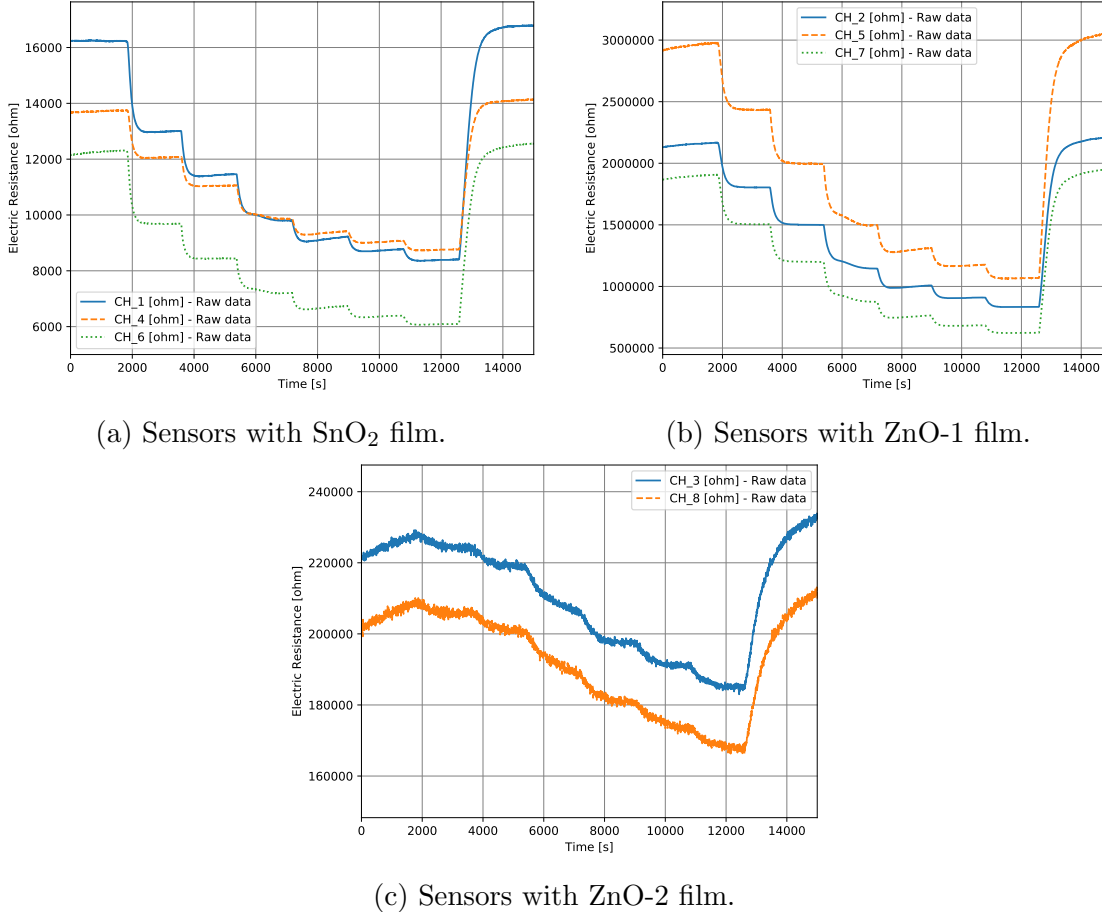 16000
14000
12000
10000
8000
6000
Electric Resistance [ohm]
CH_1 [ohm] - Raw data
CH_4 [ohm] - Raw data
CH_6 [ohm] - Raw data
0 2000 4000 6000 8000 10000 12000 14000
Time [s]
(a) Sensors with SnO₂ film.
3000000
2500000
2000000
1500000
1000000
500000
Electric Resistance [ohm]
CH_2 [ohm] - Raw data
CH_5 [ohm] - Raw data
CH_7 [ohm] - Raw data
0 2000 4000 6000 8000 10000 12000 14000
Time [s]
(b) Sensors with ZnO-1 film.
240000
220000
200000
180000
160000
Electric Resistance [ohm]
CH_3 [ohm] - Raw data
CH_8 [ohm] - Raw data
0 2000 4000 6000 8000 10000 12000 14000
Time [s]
(c) Sensors with ZnO-2 film.